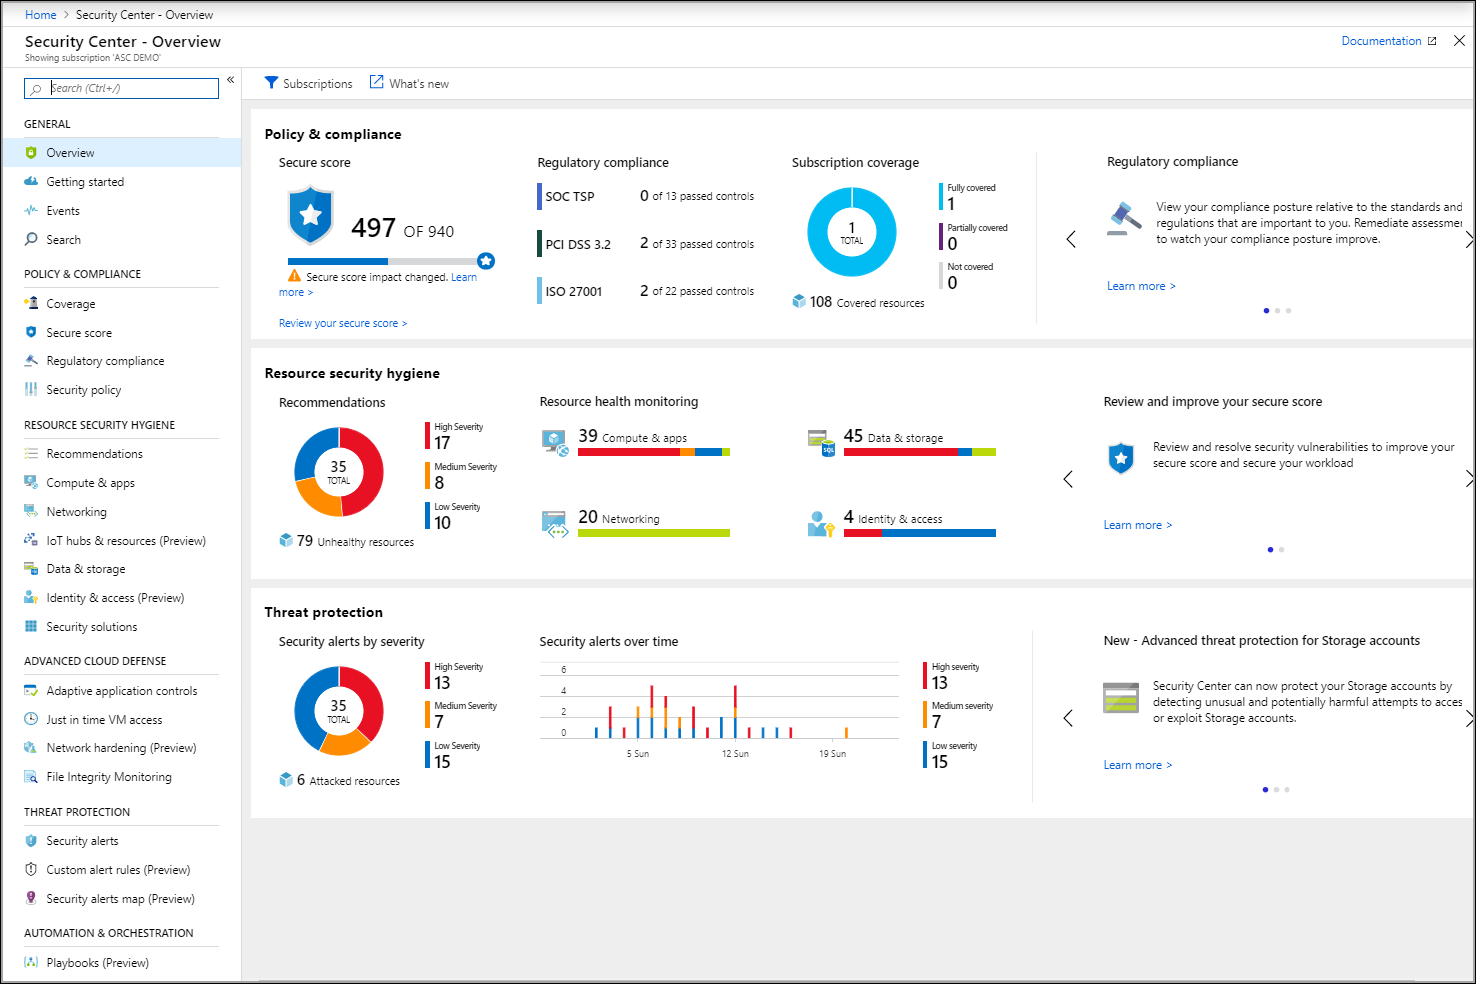 Home > Security Center - Overview
Security Center - Overview
Showing subscription 'ASC DEMO'
Documentation
Search (Ctrl+/)
«
GENERAL
Overview
Getting started
Events
Search
POLICY & COMPLIANCE
Coverage
Secure score
Regulatory compliance
Security policy
RESOURCE SECURITY HYGIENE
Recommendations
Compute & apps
Networking
IoT hubs & resources (Preview)
Data & storage
Identity & access (Preview)
Security solutions
ADVANCED CLOUD DEFENSE
Adaptive application controls
Just in time VM access
Network hardening (Preview)
File Integrity Monitoring
THREAT PROTECTION
Security alerts
Custom alert rules (Preview)
Security alerts map (Preview)
AUTOMATION & ORCHESTRATION
Playbooks (Preview)
Subscriptions
What's new
Policy & compliance
Secure score
497 OF 940
Secure score impact changed. Learn
more >
Review your secure score >
Regulatory compliance
SOC TSP
0 of 13 passed controls
PCI DSS 3.2
2 of 33 passed controls
ISO 27001
2 of 22 passed controls
Subscription coverage
1
TOTAL
Fully covered
1
Partially covered
0
Not covered
0
108 Covered resources
Regulatory compliance
View your compliance posture relative to the standards and
regulations that are important to you. Remediate assessmen
to watch your compliance posture improve.
Learn more >
Resource security hygiene
Recommendations
35
TOTAL
High Severity
17
Medium Severity
8
Low Severity
10
79 Unhealthy resources
Resource health monitoring
39 Compute & apps
45 Data & storage
SQL
20 Networking
4 Identity & access
Review and improve your secure score
Review and resolve security vulnerabilities to improve your
secure score and secure your workload
Learn more >
Threat protection
Security alerts by severity
35
TOTAL
High Severity
13
Medium Severity
7
Low Severity
15
6 Attacked resources
Security alerts over time
6
4
2
0
5 Sun
12 Sun
19 Sun
High severity
13
Medium severity
7
Low severity
15
New - Advanced threat protection for Storage accounts
Security Center can now protect your Storage accounts by
detecting unusual and potentially harmful attempts to acces
or exploit Storage accounts.
Learn more >